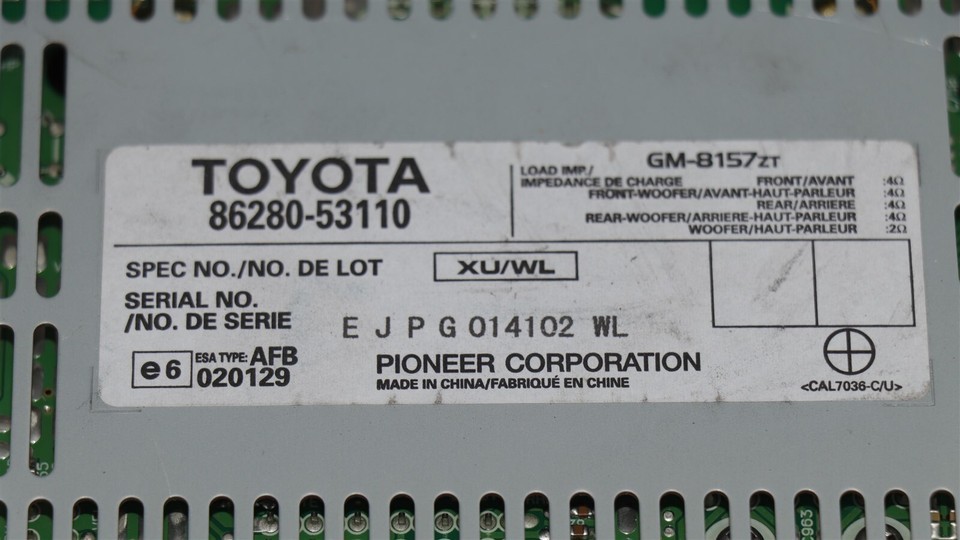 TOYOTA
86280-53110
GM-8157ZT
LOAD IMP./
IMPEDANCE DE CHARGE FRONT/AVANT :4Ω
FRONT-WOOFER/AVANT-HAUT-PARLEUR :4Ω
REAR/ARRIERE :4Ω
REAR-WOOFER/ARRIERE-HAUT-PARLEUR :4Ω
WOOFER/HAUT-PARLEUR :2Ω
SPEC NO./NO. DE LOT XU/WL
SERIAL NO.
/NO. DE SERIE E J P G 014102 WL
e6 ESA TYPE: AFB
020129
PIONEER CORPORATION
MADE IN CHINA/FABRIQUÉ EN CHINE
<CAL7036-C/U>